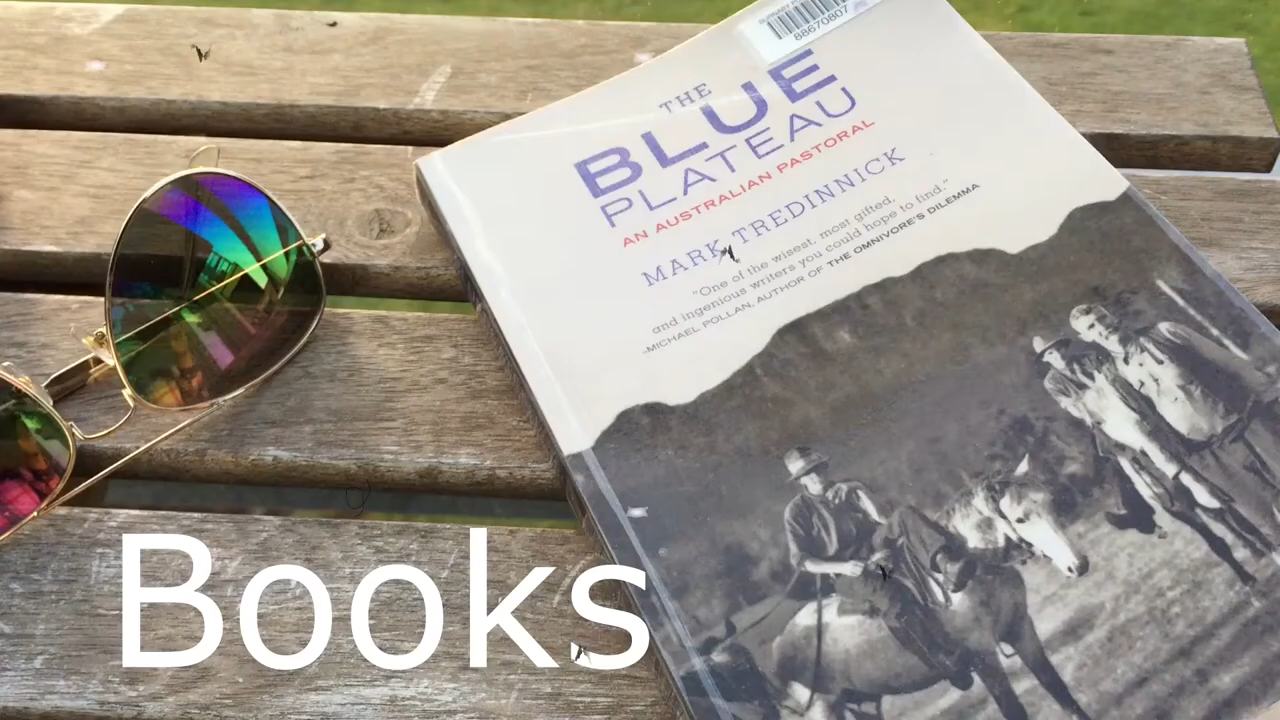 88670807
THE
BLUE
PLATEAU
AN AUSTRALIAN PASTORAL
MARK TREDINNICK
"One of the wisest, most gifted,
and ingenious writers you could hope to find."
-MICHAEL POLLAN, AUTHOR OF THE OMNIVORE'S DILEMMA
Books